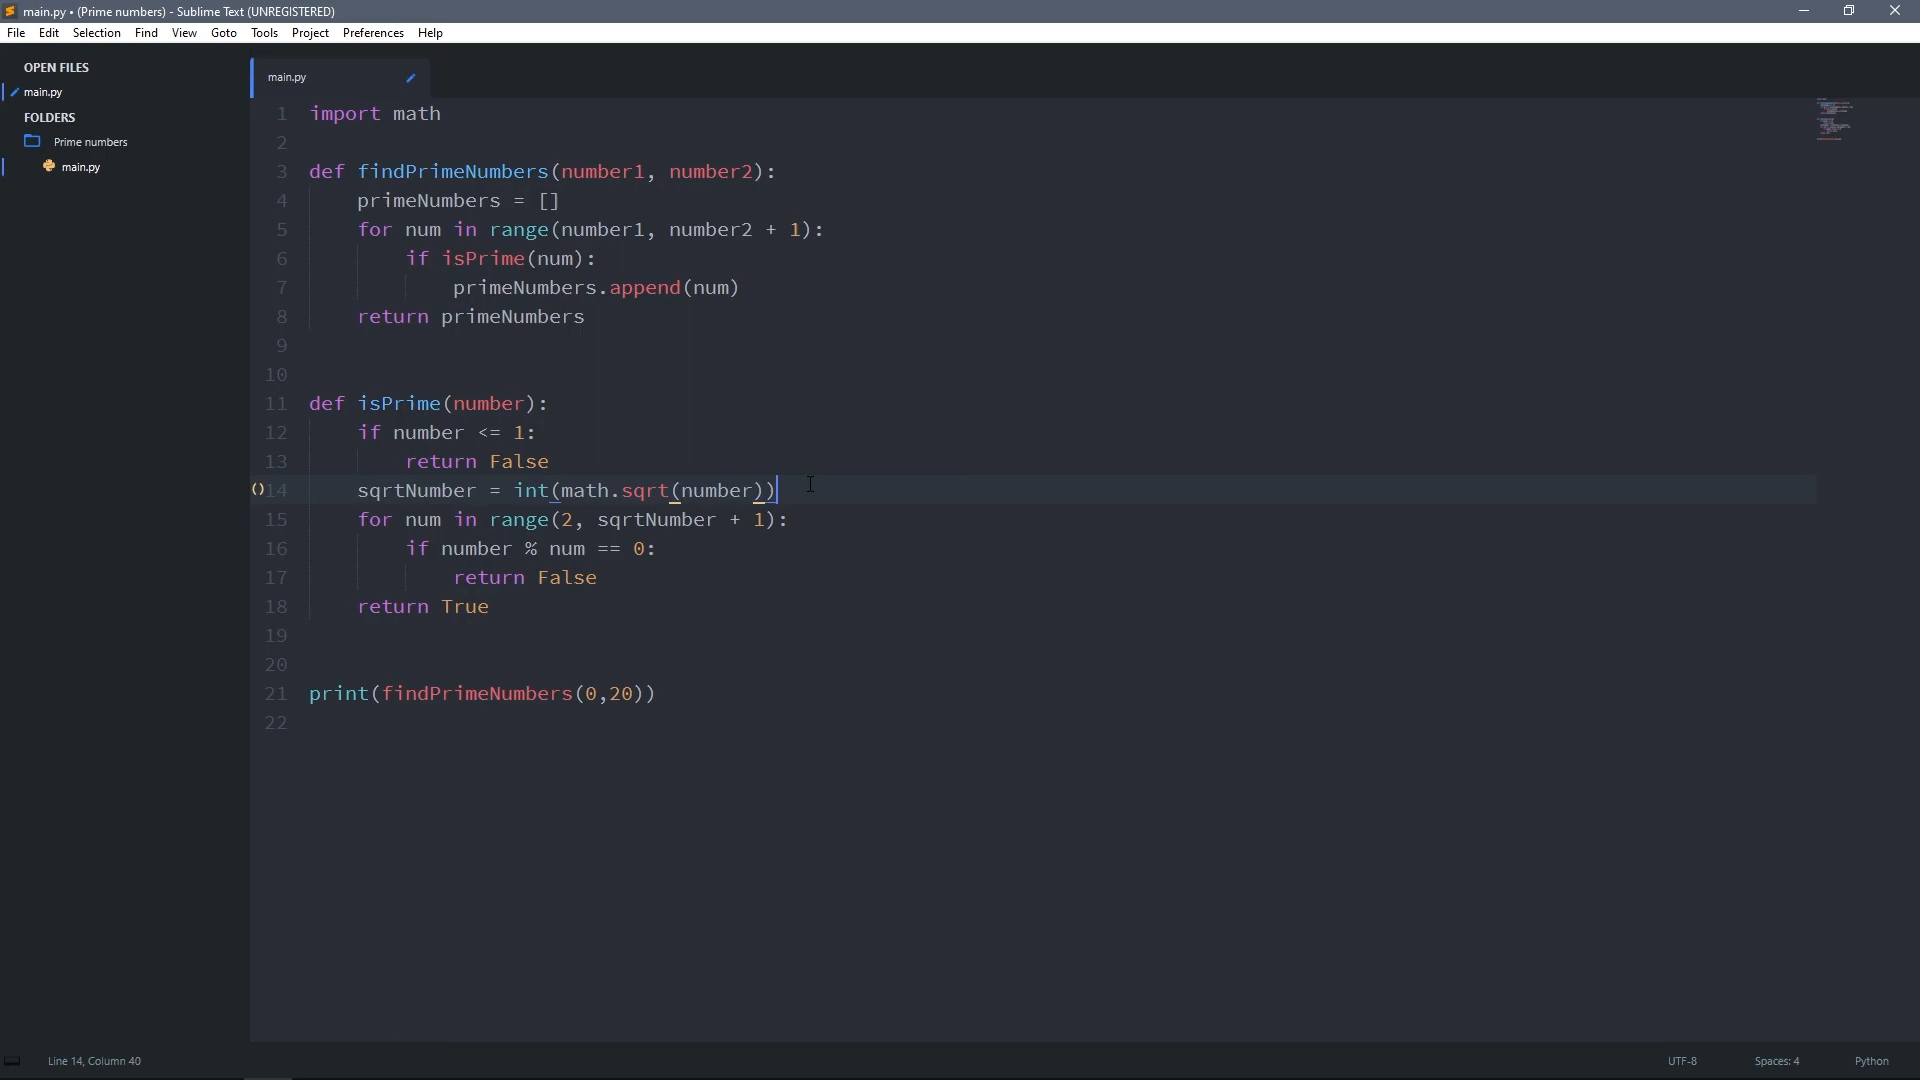 main.py • (Prime numbers) - Sublime Text (UNREGISTERED)
File Edit Selection Find View Goto Tools Project Preferences Help
OPEN FILES
main.py
FOLDERS
Prime numbers
main.py
main.py
1 import math
2
3 def findPrimeNumbers(number1, number2):
4     primeNumbers = []
5     for num in range(number1, number2 + 1):
6         if isPrime(num):
7             primeNumbers.append(num)
8     return primeNumbers
9
10
11 def isPrime(number):
12     if number <= 1:
13         return False
14     sqrtNumber = int(math.sqrt(number))
15     for num in range(2, sqrtNumber + 1):
16         if number % num == 0:
17             return False
18     return True
19
20
21 print(findPrimeNumbers(0,20))
22
Line 14, Column 40
UTF-8
Spaces: 4
Python